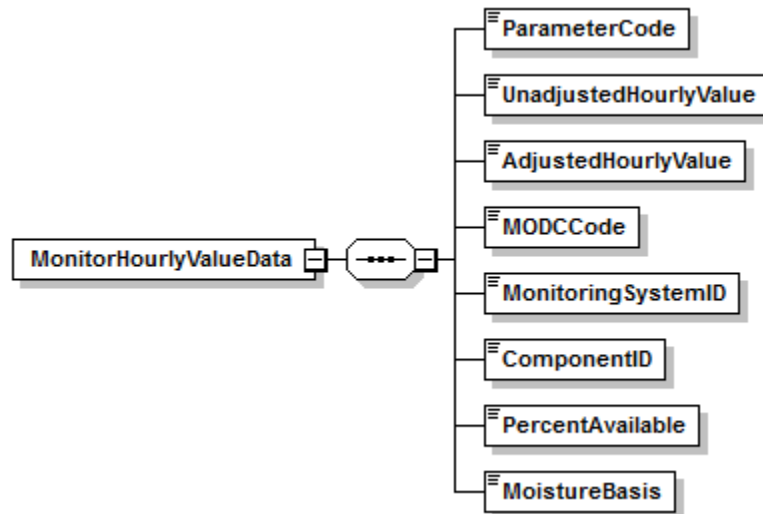 ParameterCode
UnadjustedHourlyValue
AdjustedHourlyValue
MODCCode
MonitorHourlyValueData
MonitoringSystemID
ComponentID
PercentAvailable
MoistureBasis